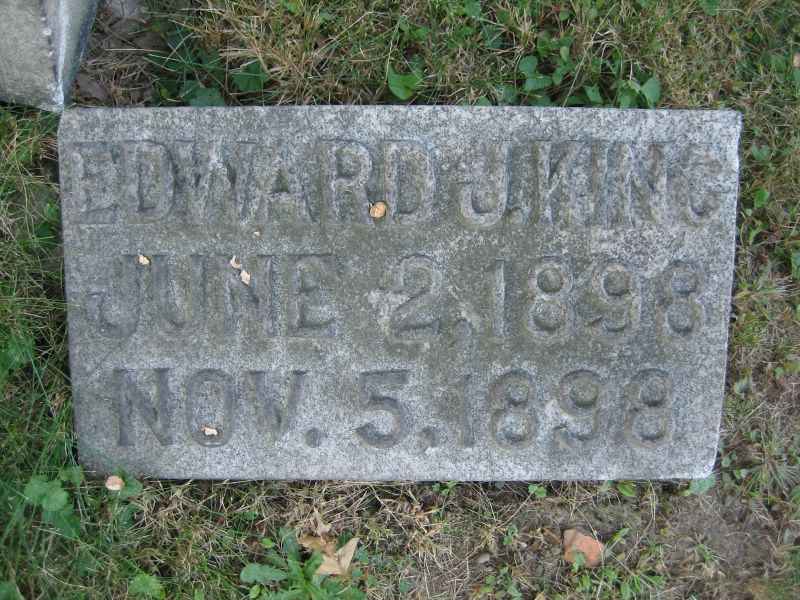 EDWARD J. KING
JUNE 2, 1898
NOV. 5, 1898